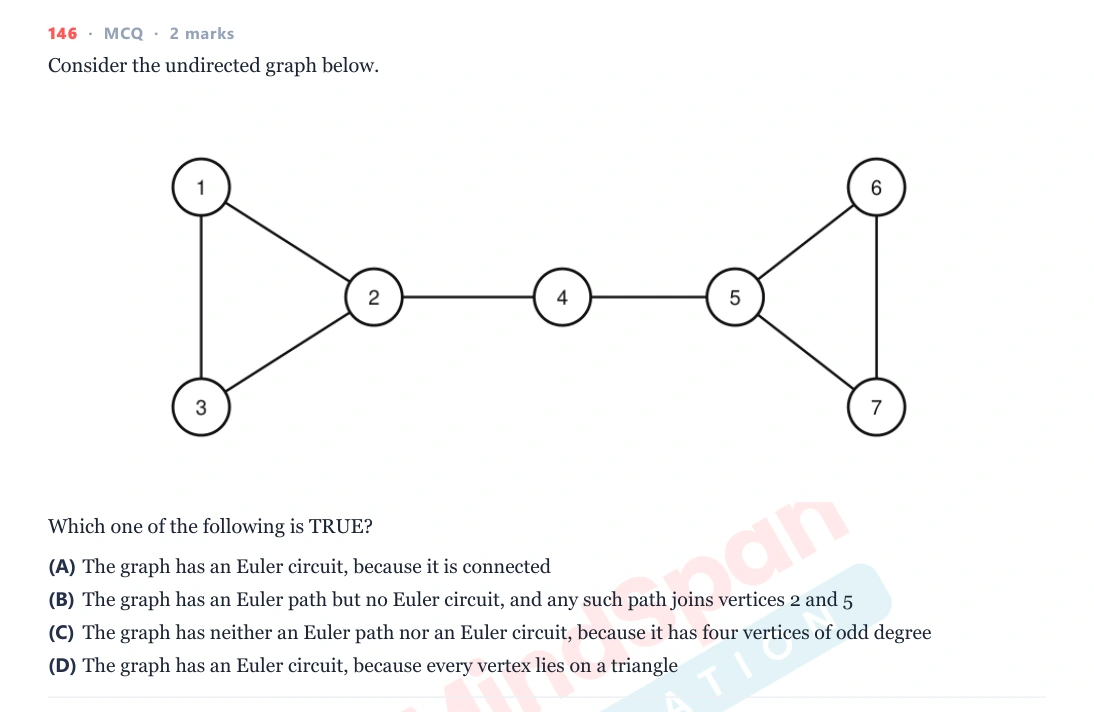 146 · MCQ · 2 marks
Consider the undirected graph below.
1
6
2
4
5
3
7
Which one of the following is TRUE?
(A) The graph has an Euler circuit, because it is connected
(B) The graph has an Euler path but no Euler circuit, and any such path joins vertices 2 and 5
(C) The graph has neither an Euler path nor an Euler circuit, because it has four vertices of odd degree
(D) The graph has an Euler circuit, because every vertex lies on a triangle
MindSpan
ATION